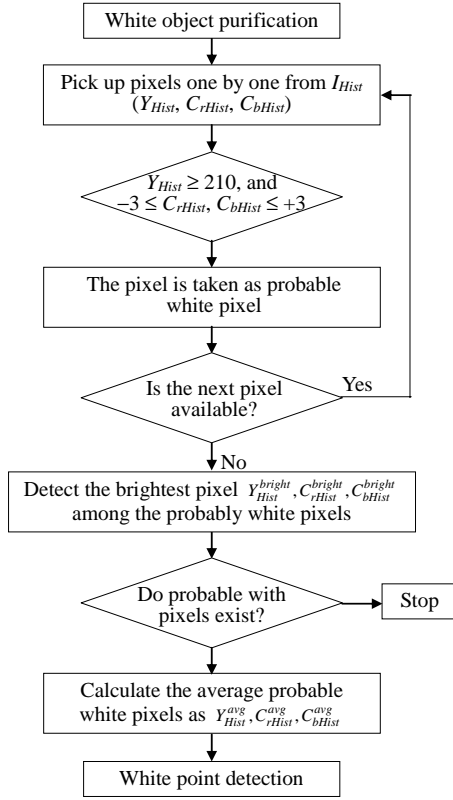 White object purification
Pick up pixels one by one from I_Hist
(Y_Hist, C_rHist, C_bHist)
Y_Hist ≥ 210, and
−3 ≤ C_rHist, C_bHist ≤ +3
The pixel is taken as probable
white pixel
Is the next pixel
available?
Yes
No
Detect the brightest pixel Y_Hist^bright, C_rHist^bright, C_bHist^bright
among the probably white pixels
Do probable with
pixels exist?
Stop
Calculate the average probable
white pixels as Y_Hist^avg, C_rHist^avg, C_bHist^avg
White point detection